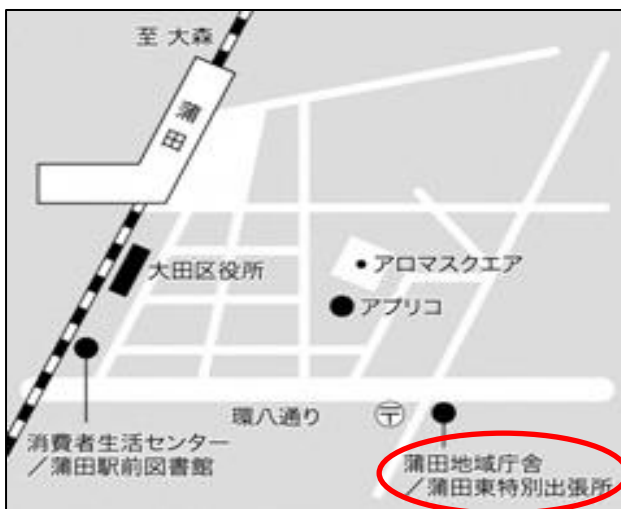 至 大森
蒲田
大田区役所
アロマスクエア
アプリコ
環八通り
〒
消費者生活センター
／蒲田駅前図書館
蒲田地域庁舎
／蒲田東特別出張所